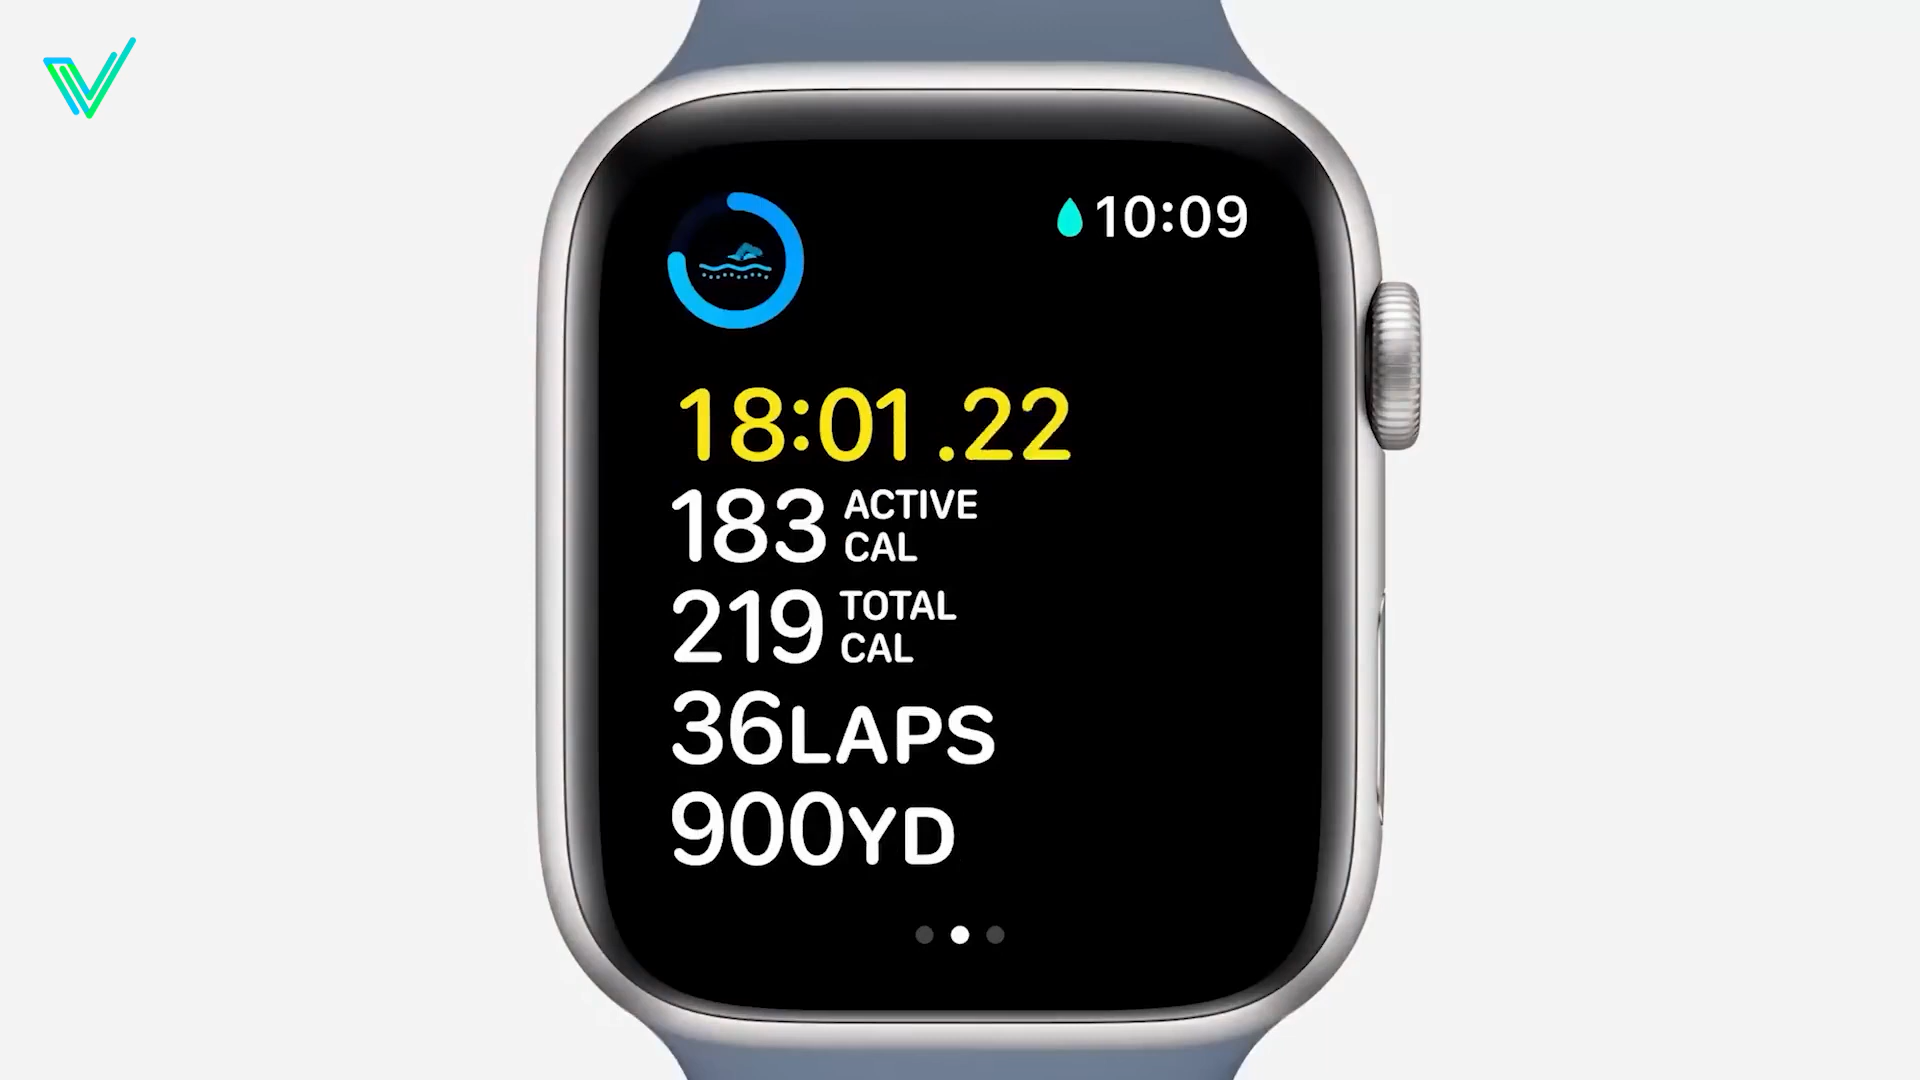 10:09
18:01.22
183 ACTIVE CAL
219 TOTAL CAL
36LAPS
900YD